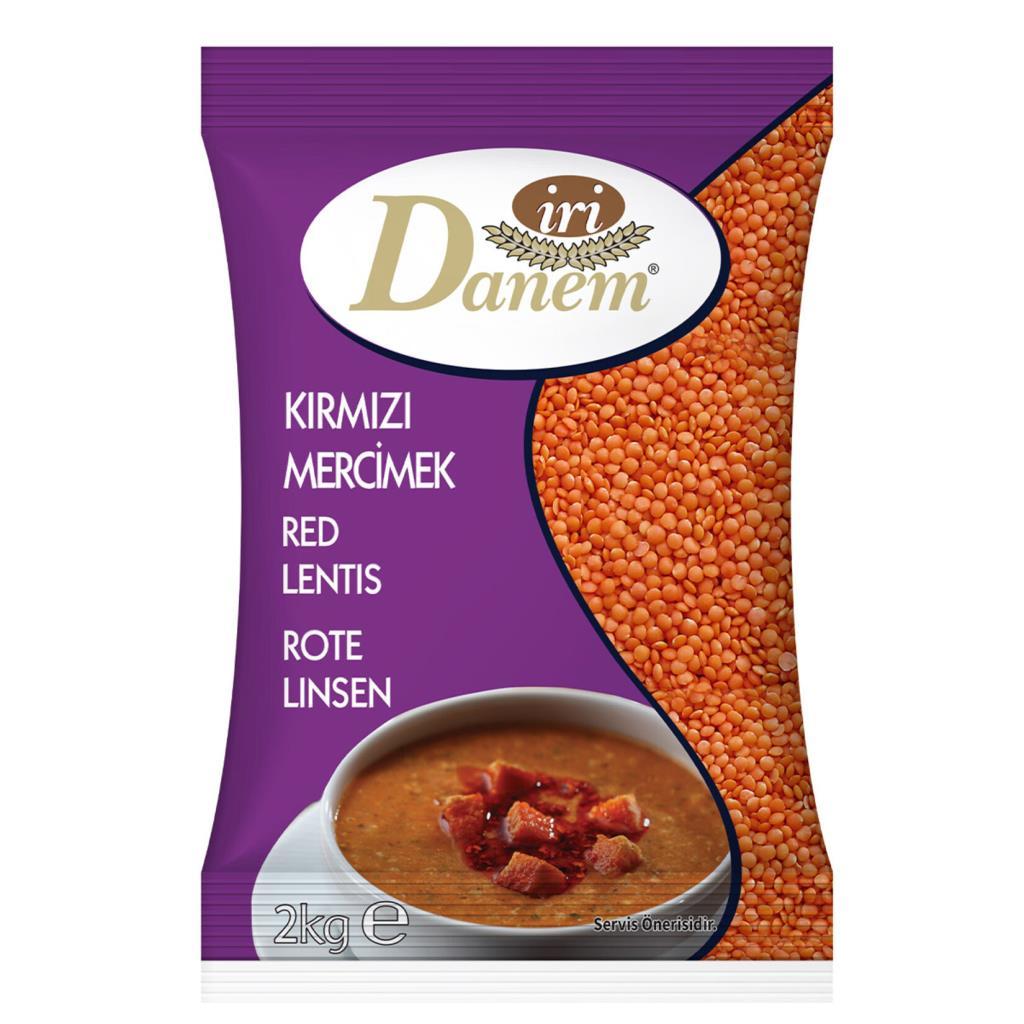 iri
Danem®
KIRMIZI
MERCİMEK
RED
LENTIS
ROTE
LINSEN
2kg ℮
Servis Önerisidir.